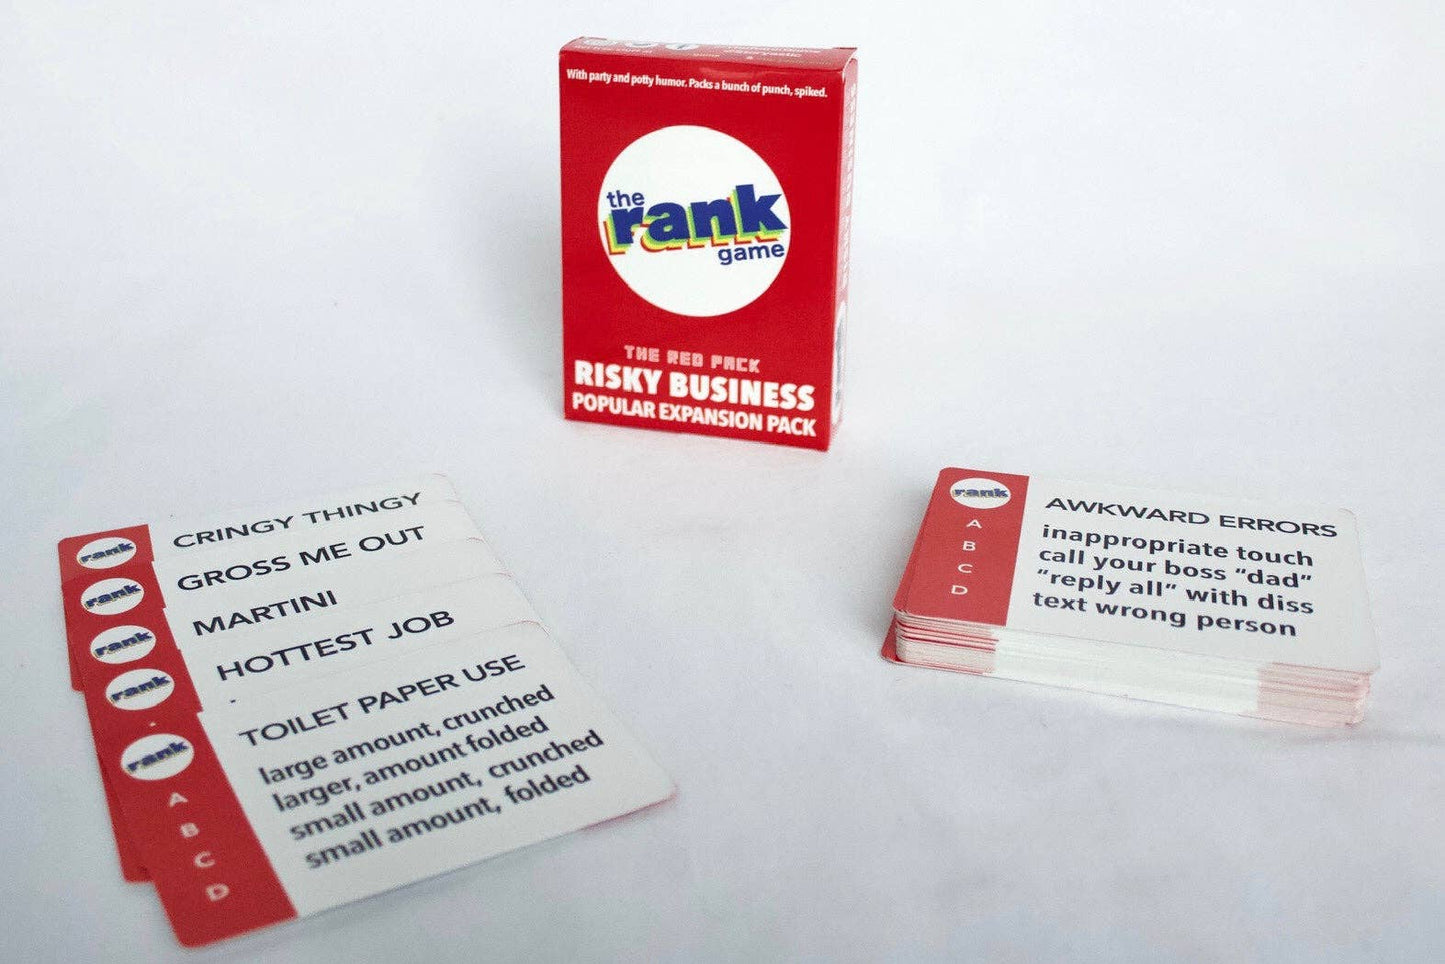 With party and potty humor. Packs a bunch of punch, spiked.
the
rank
game
THE RED PACK
RISKY BUSINESS
POPULAR EXPANSION PACK
rank
CRINGY THINGY
rank
GROSS ME OUT
rank
MARTINI
rank
HOTTEST JOB
rank
TOILET PAPER USE
A large amount, crunched
B larger, amount folded
C small amount, crunched
D small amount, folded
rank
AWKWARD ERRORS
A inappropriate touch
B call your boss “dad”
C “reply all” with diss
D text wrong person